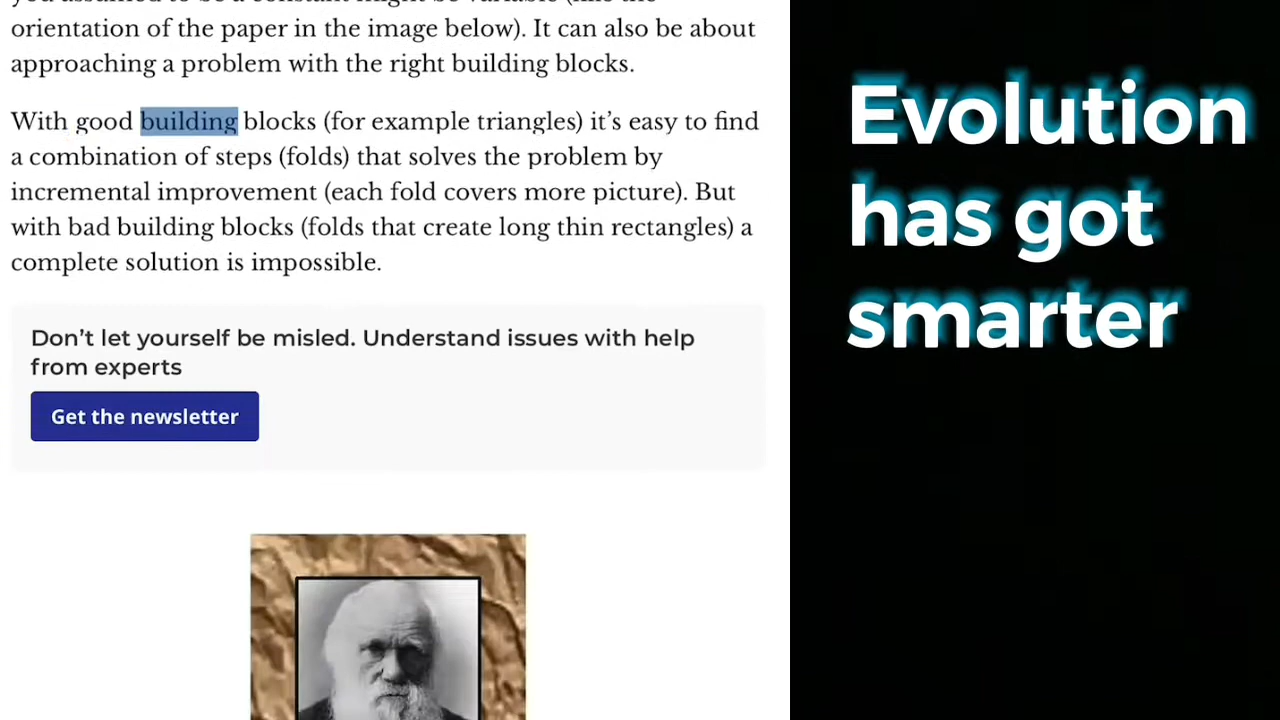 orientation of the paper in the image below). It can also be about
approaching a problem with the right building blocks.
With good building blocks (for example triangles) it’s easy to find
a combination of steps (folds) that solves the problem by
incremental improvement (each fold covers more picture). But
with bad building blocks (folds that create long thin rectangles) a
complete solution is impossible.
Don’t let yourself be misled. Understand issues with help
from experts
Get the newsletter
Evolution
has got
smarter